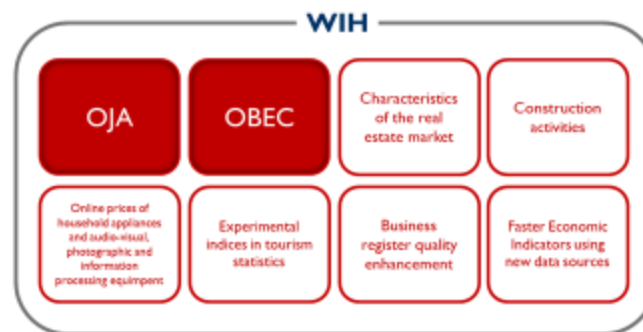 WIH
OJA
OBEC
Characteristics
of the real
estate market
Construction
activities
Online prices of
household appliances
and audio-visual,
photographic and
information
processing equimpent
Experimental
indices in tourism
statistics
Business
register quality
enhancement
Faster Economic
Indicators using
new data sources